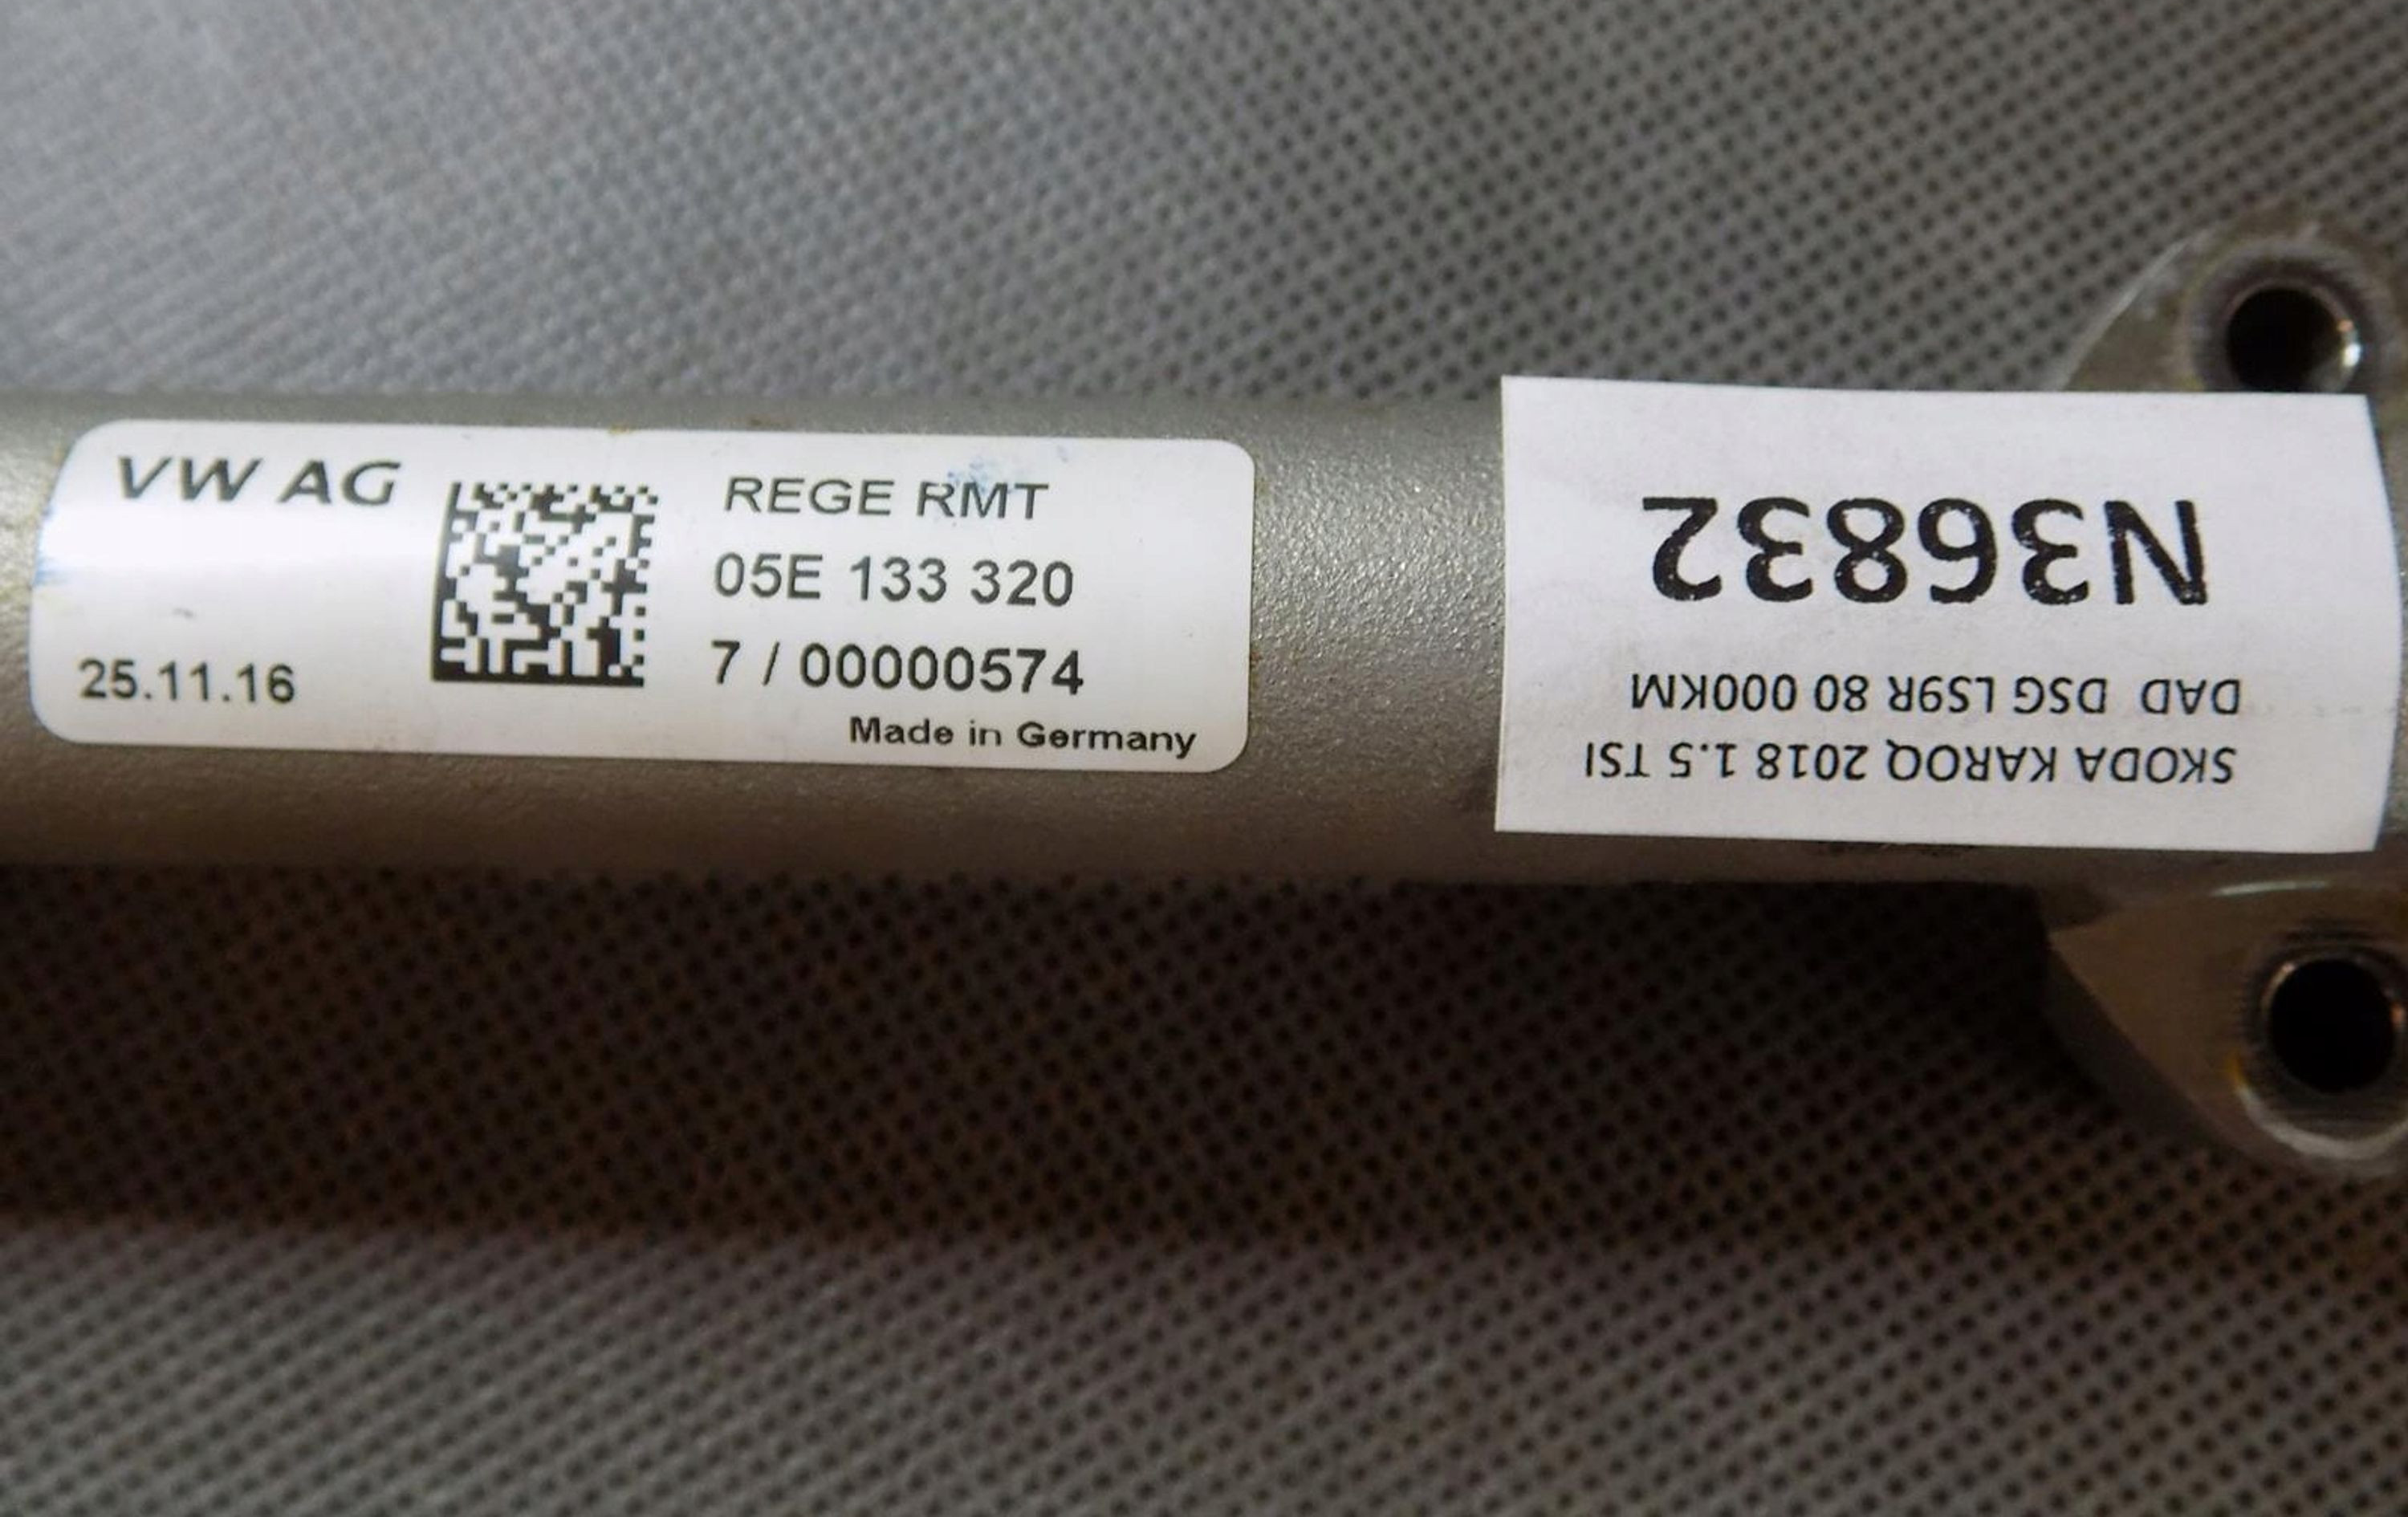 VW AG
25.11.16
REGE RMT
05E 133 320
7 / 00000574
Made in Germany
SKODA KAROQ 2018 1.5 TSI
DAD DSG LS9R 80 000KM
N36832